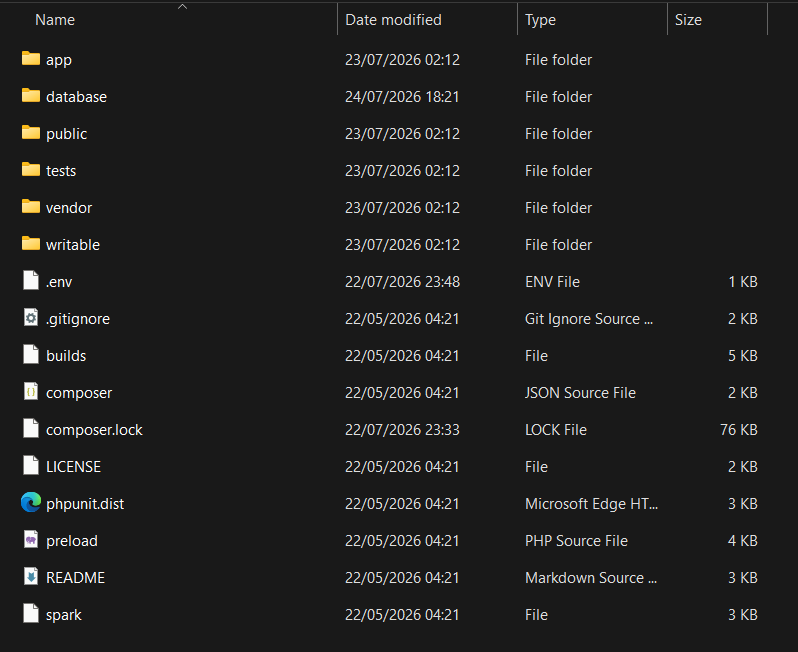 Name Date modified Type Size
app 23/07/2026 02:12 File folder
database 24/07/2026 18:21 File folder
public 23/07/2026 02:12 File folder
tests 23/07/2026 02:12 File folder
vendor 23/07/2026 02:12 File folder
writable 23/07/2026 02:12 File folder
.env 22/07/2026 23:48 ENV File 1 KB
.gitignore 22/05/2026 04:21 Git Ignore Source ... 2 KB
builds 22/05/2026 04:21 File 5 KB
composer 22/05/2026 04:21 JSON Source File 2 KB
composer.lock 22/07/2026 23:33 LOCK File 76 KB
LICENSE 22/05/2026 04:21 File 2 KB
phpunit.dist 22/05/2026 04:21 Microsoft Edge HT... 3 KB
preload 22/05/2026 04:21 PHP Source File 4 KB
README 22/05/2026 04:21 Markdown Source ... 3 KB
spark 22/05/2026 04:21 File 3 KB